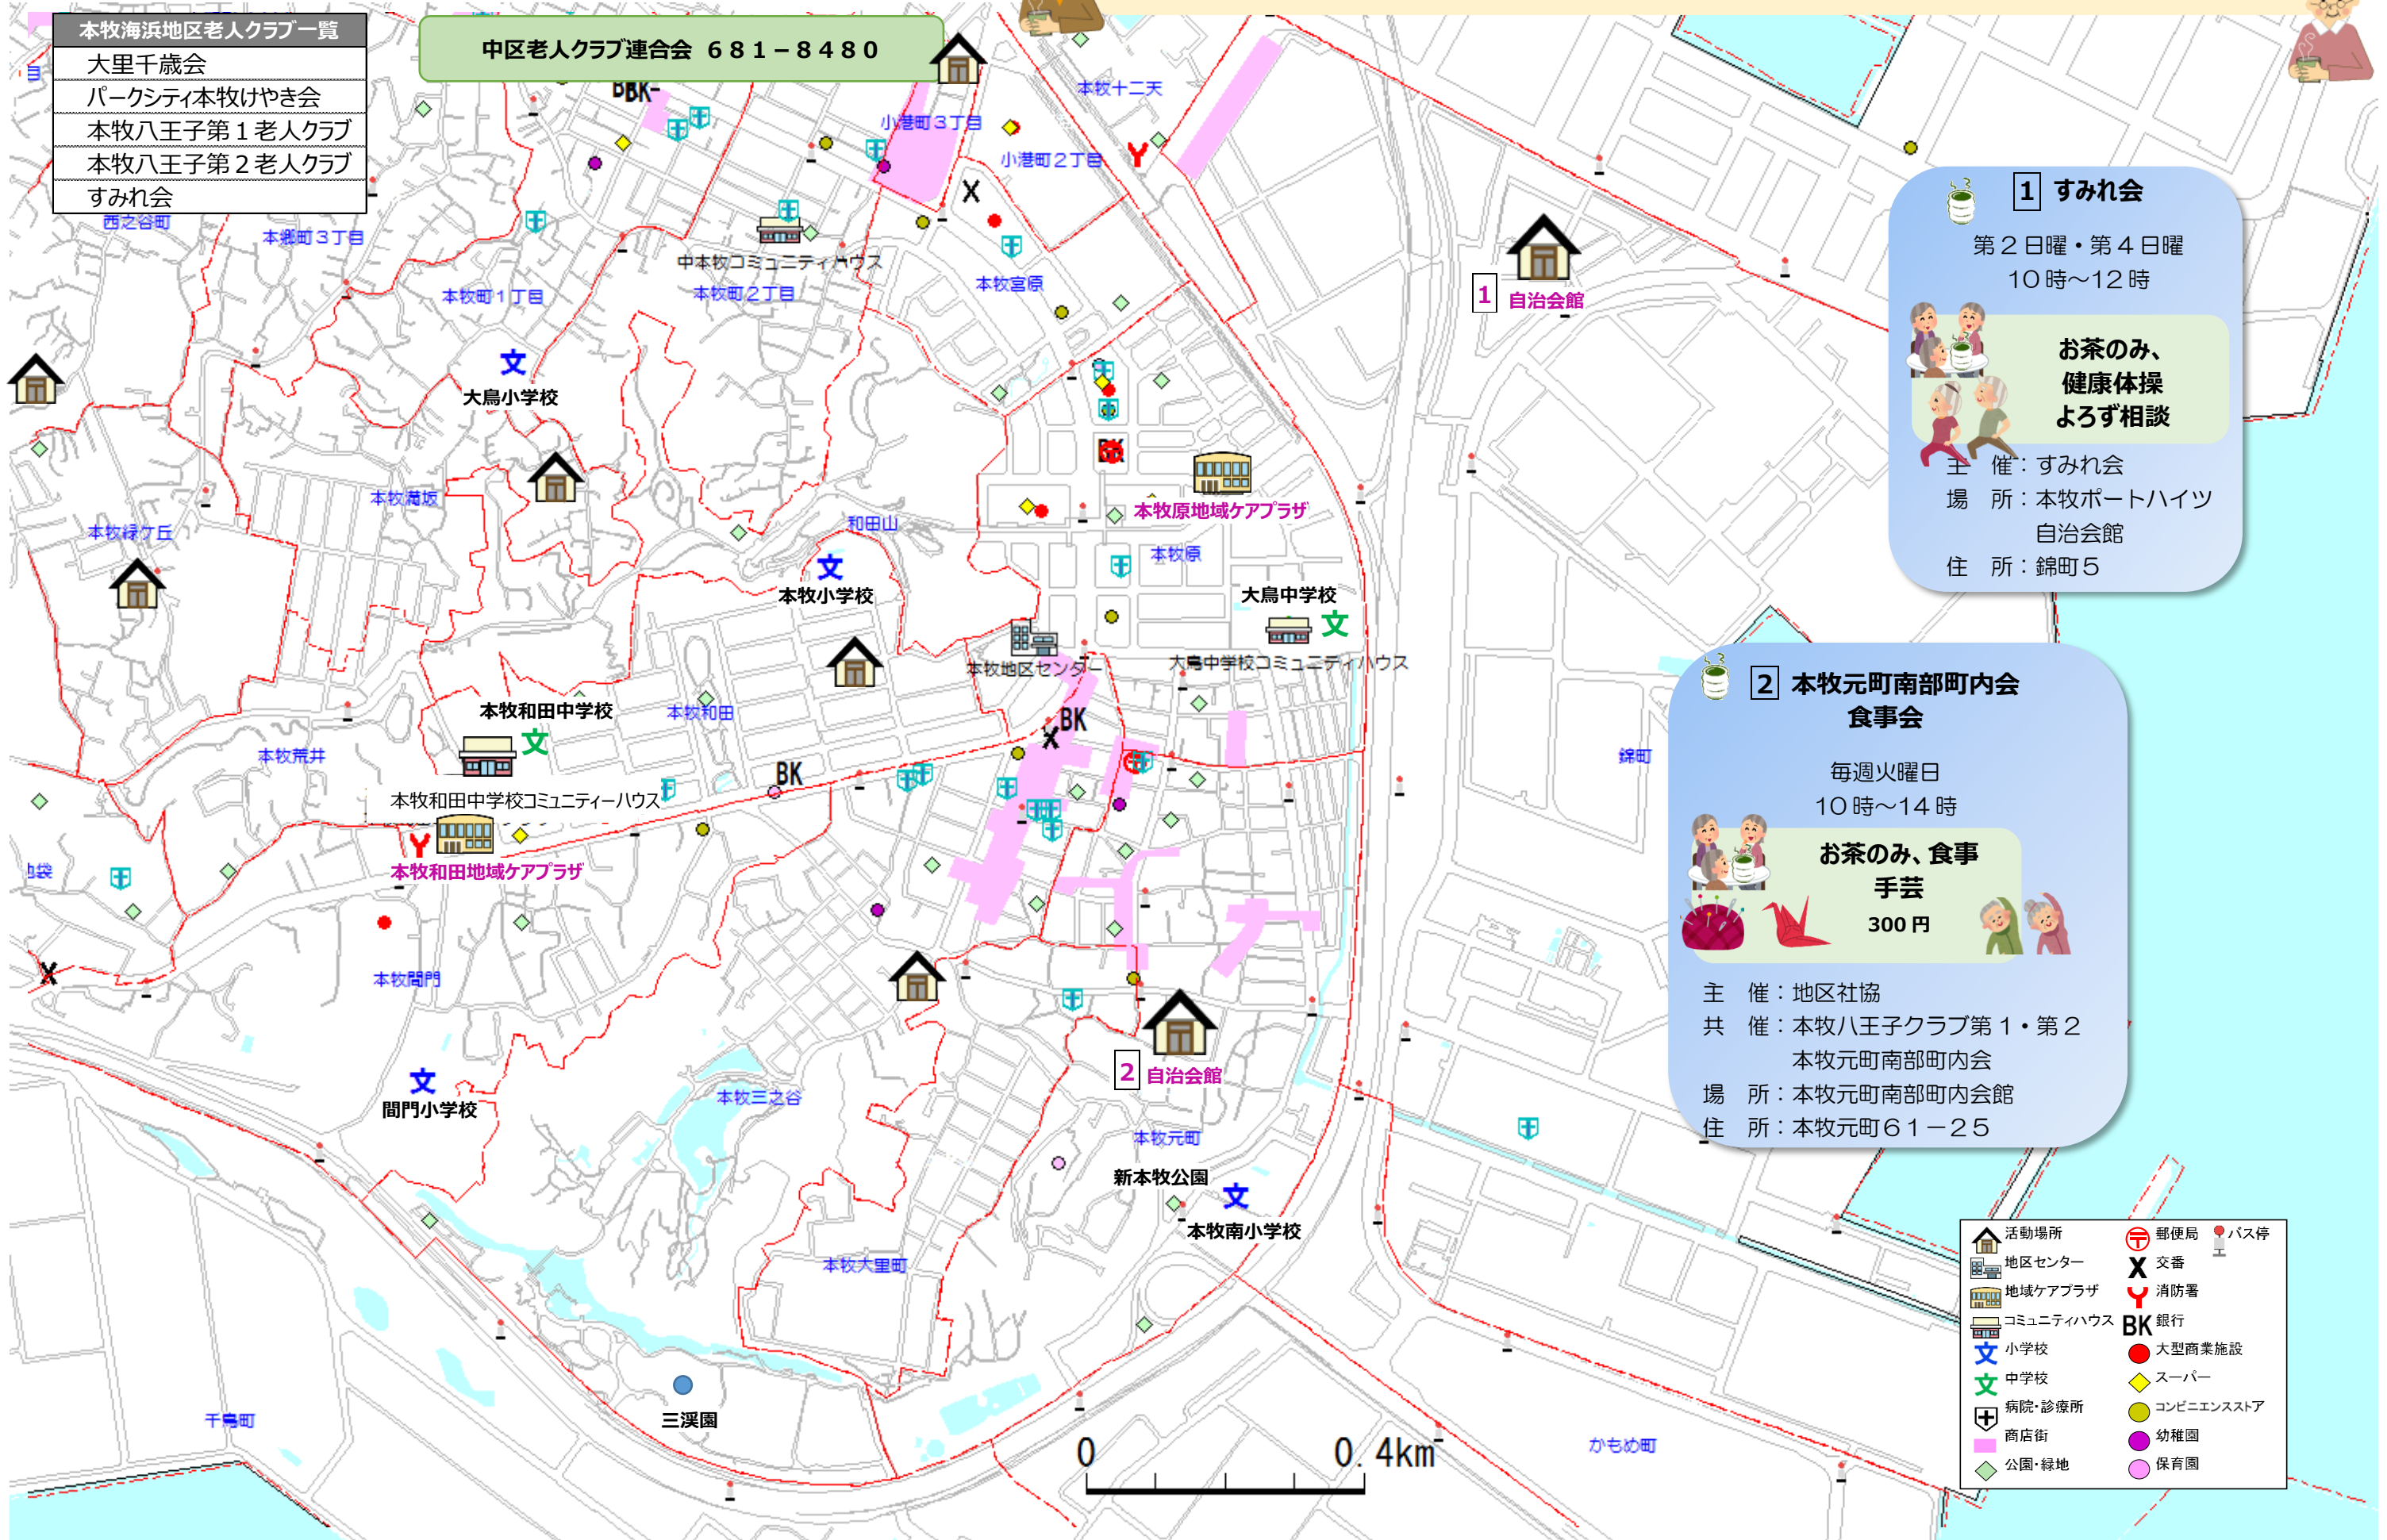 本牧海浜地区老人クラブ一覧
大里千歳会
パークシティ本牧けやき会
本牧八王子第１老人クラブ
本牧八王子第２老人クラブ
すみれ会
中区老人クラブ連合会 ６８１－８４８０
BK
本牧十二天
小港町３丁目
小港町２丁目
西之谷町
本郷町３丁目
中本牧コミュニティハウス
本牧町１丁目
本牧町２丁目
本牧宮原
1 自治会館
大鳥小学校
本牧満坂
本牧緑ケ丘
和田山
本牧原地域ケアプラザ
本牧原
本牧小学校
大鳥中学校
本牧地区センター
大鳥中学校コミュニティハウス
本牧和田中学校
本牧和田
BK
錦町
本牧荒井
BK
本牧和田中学校コミュニティーハウス
本牧和田地域ケアプラザ
本牧間門
2 自治会館
間門小学校
本牧三之谷
本牧元町
新本牧公園
本牧南小学校
本牧大里町
三渓園
千鳥町
かもめ町
0 0.4km
1 すみれ会
第２日曜・第４日曜
10時～12時
お茶のみ、
健康体操
よろず相談
主　催：すみれ会
場　所：本牧ポートハイツ
自治会館
住　所：錦町５
2 本牧元町南部町内会
食事会
毎週火曜日
10時～14時
お茶のみ、食事
手芸
300円
主　催：地区社協
共　催：本牧八王子クラブ第１・第２
本牧元町南部町内会
場　所：本牧元町南部町内会館
住　所：本牧元町６１－２５
活動場所
地区センター
地域ケアプラザ
コミュニティハウス
文 小学校
文 中学校
病院・診療所
商店街
公園・緑地
郵便局
バス停
X 交番
Y 消防署
BK 銀行
大型商業施設
スーパー
コンビニエンスストア
幼稚園
保育園